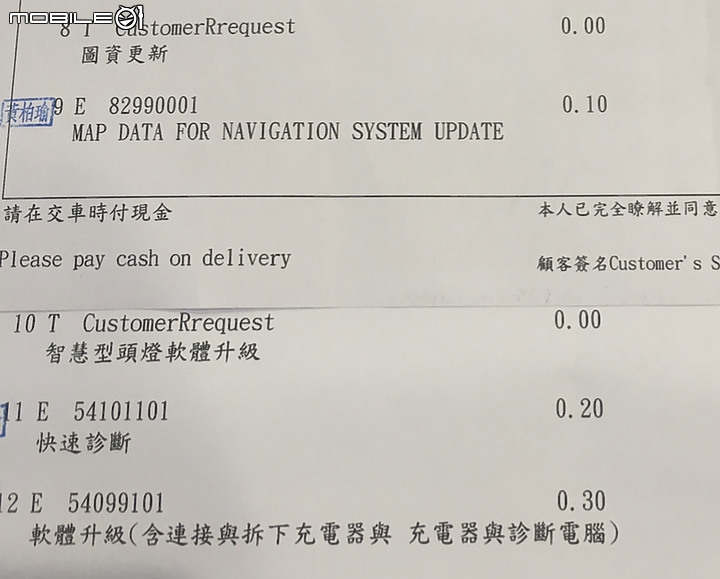 mobile01
8 T CustomerRrequest 0.00
圖資更新
黃柏瑜 9 E 82990001 0.10
MAP DATA FOR NAVIGATION SYSTEM UPDATE
請在交車時付現金 本人已完全瞭解並同意
Please pay cash on delivery 顧客簽名Customer's S
10 T CustomerRrequest 0.00
智慧型頭燈軟體升級
11 E 54101101 0.20
快速診斷
12 E 54099101 0.30
軟體升級(含連接與拆下充電器與 充電器與診斷電腦)